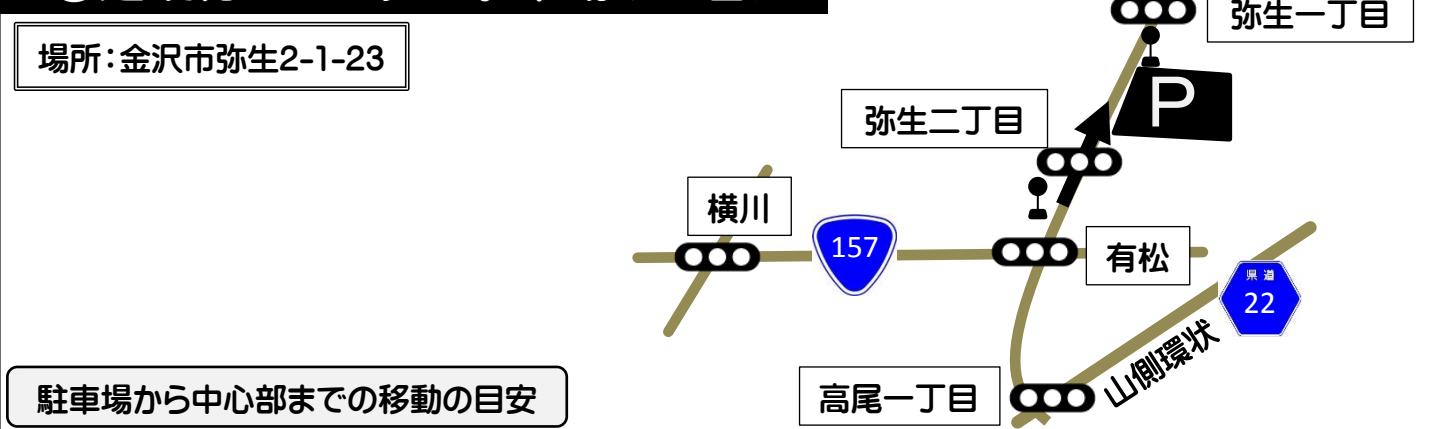 弥生一丁目
場所：金沢市弥生2-1-23
P
弥生二丁目
横川
157
有松
県道
22
山側環状
高尾一丁目
駐車場から中心部までの移動の目安